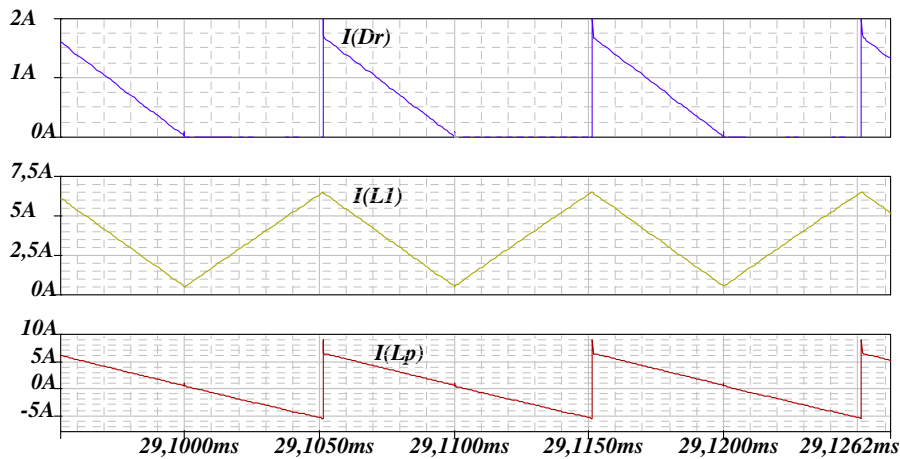 2A
I(Dr)
1A
0A
7,5A
I(L1)
5A
2,5A
0A
10A
I(Lp)
5A
0A
-5A
29,1000ms 29,1050ms 29,1100ms 29,1150ms 29,1200ms 29,1262ms